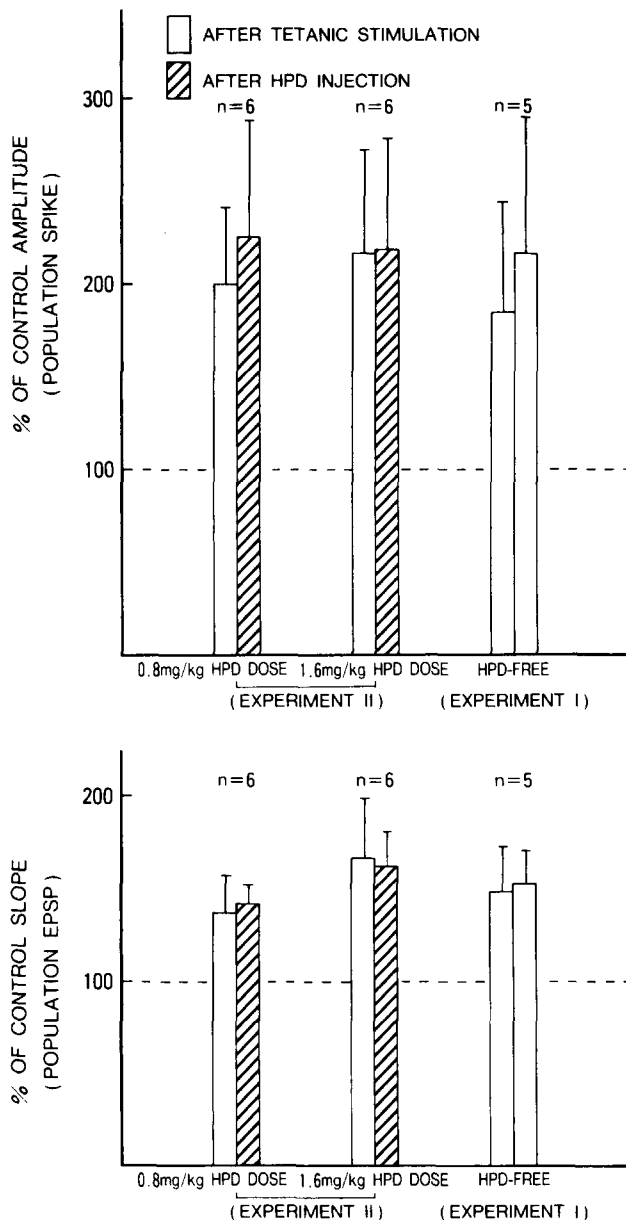 AFTER TETANIC STIMULATION
AFTER HPD INJECTION
300
200
100
% OF CONTROL AMPLITUDE
(POPULATION SPIKE)
n=6
n=6
n=5
0.8mg/kg HPD DOSE
1.6mg/kg HPD DOSE
HPD-FREE
(EXPERIMENT II)
(EXPERIMENT I)
200
100
% OF CONTROL SLOPE
(POPULATION EPSP)
n=6
n=6
n=5
0.8mg/kg HPD DOSE
1.6mg/kg HPD DOSE
HPD-FREE
(EXPERIMENT II)
(EXPERIMENT I)